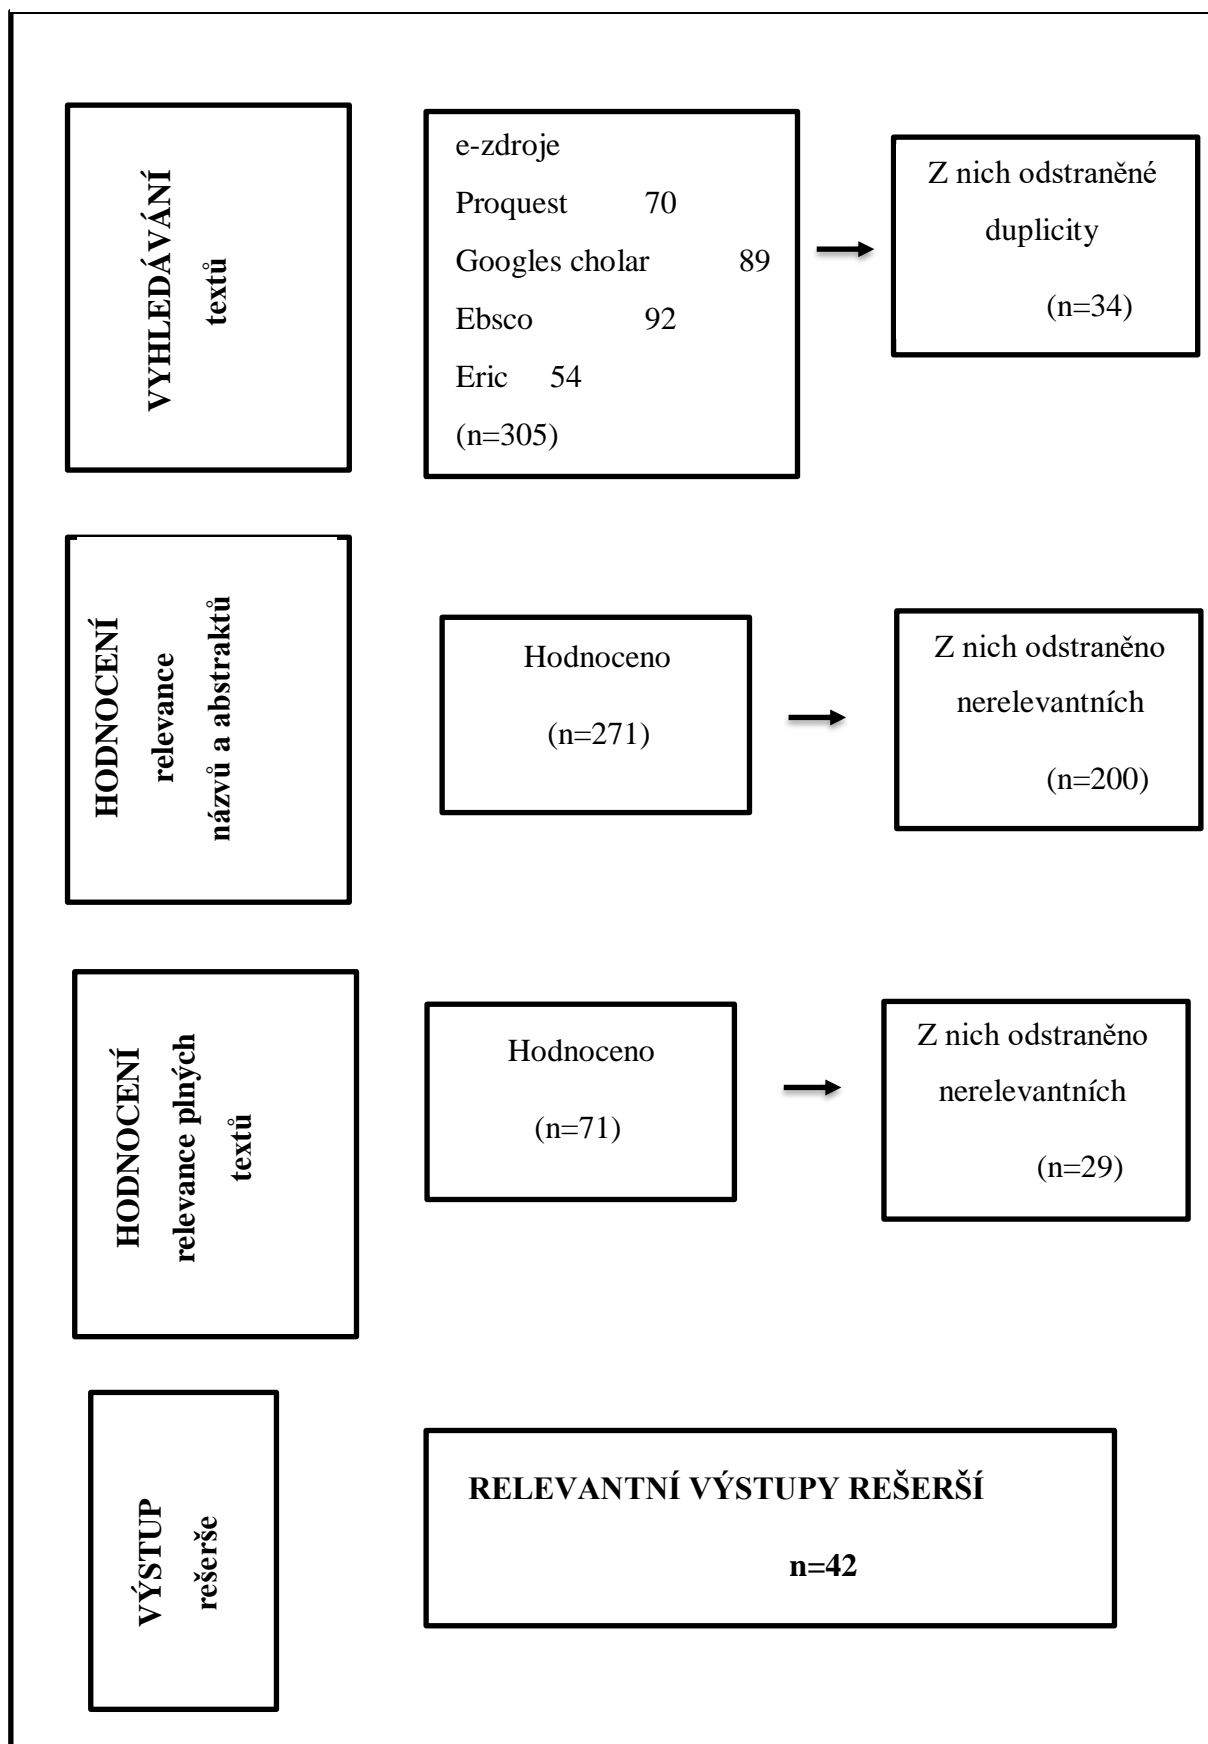 VYHLEDÁVÁNÍ
textů
e-zdroje
Proquest 70
Googles cholar 89
Ebsco 92
Eric 54
(n=305)
Z nich odstraněné
duplicity
(n=34)
HODNOCENÍ
relevance
názvů a abstraktů
Hodnoceno
(n=271)
Z nich odstraněno
nerelevantních
(n=200)
HODNOCENÍ
relevance plných
textů
Hodnoceno
(n=71)
Z nich odstraněno
nerelevantních
(n=29)
VÝSTUP
rešerše
RELEVANTNÍ VÝSTUPY REŠERŠÍ
n=42